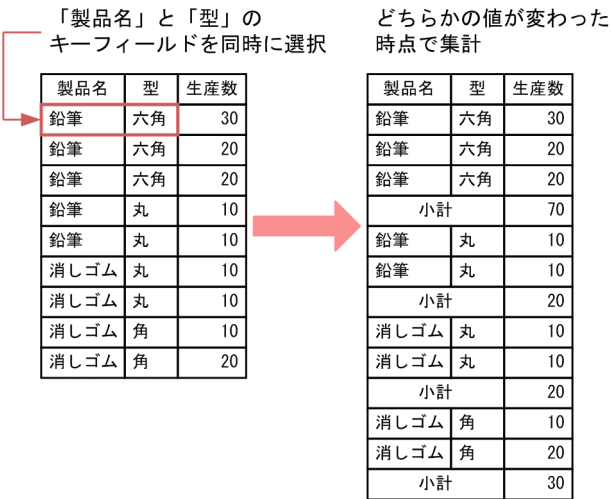 「製品名」と「型」の
キーフィールドを同時に選択
製品名 型 生産数
鉛筆 六角 30
鉛筆 六角 20
鉛筆 六角 20
鉛筆 丸 10
鉛筆 丸 10
消しゴム 丸 10
消しゴム 丸 10
消しゴム 角 10
消しゴム 角 20
どちらかの値が変わった
時点で集計
製品名 型 生産数
鉛筆 六角 30
鉛筆 六角 20
鉛筆 六角 20
小計 70
鉛筆 丸 10
鉛筆 丸 10
小計 20
消しゴム 丸 10
消しゴム 丸 10
小計 20
消しゴム 角 10
消しゴム 角 20
小計 30